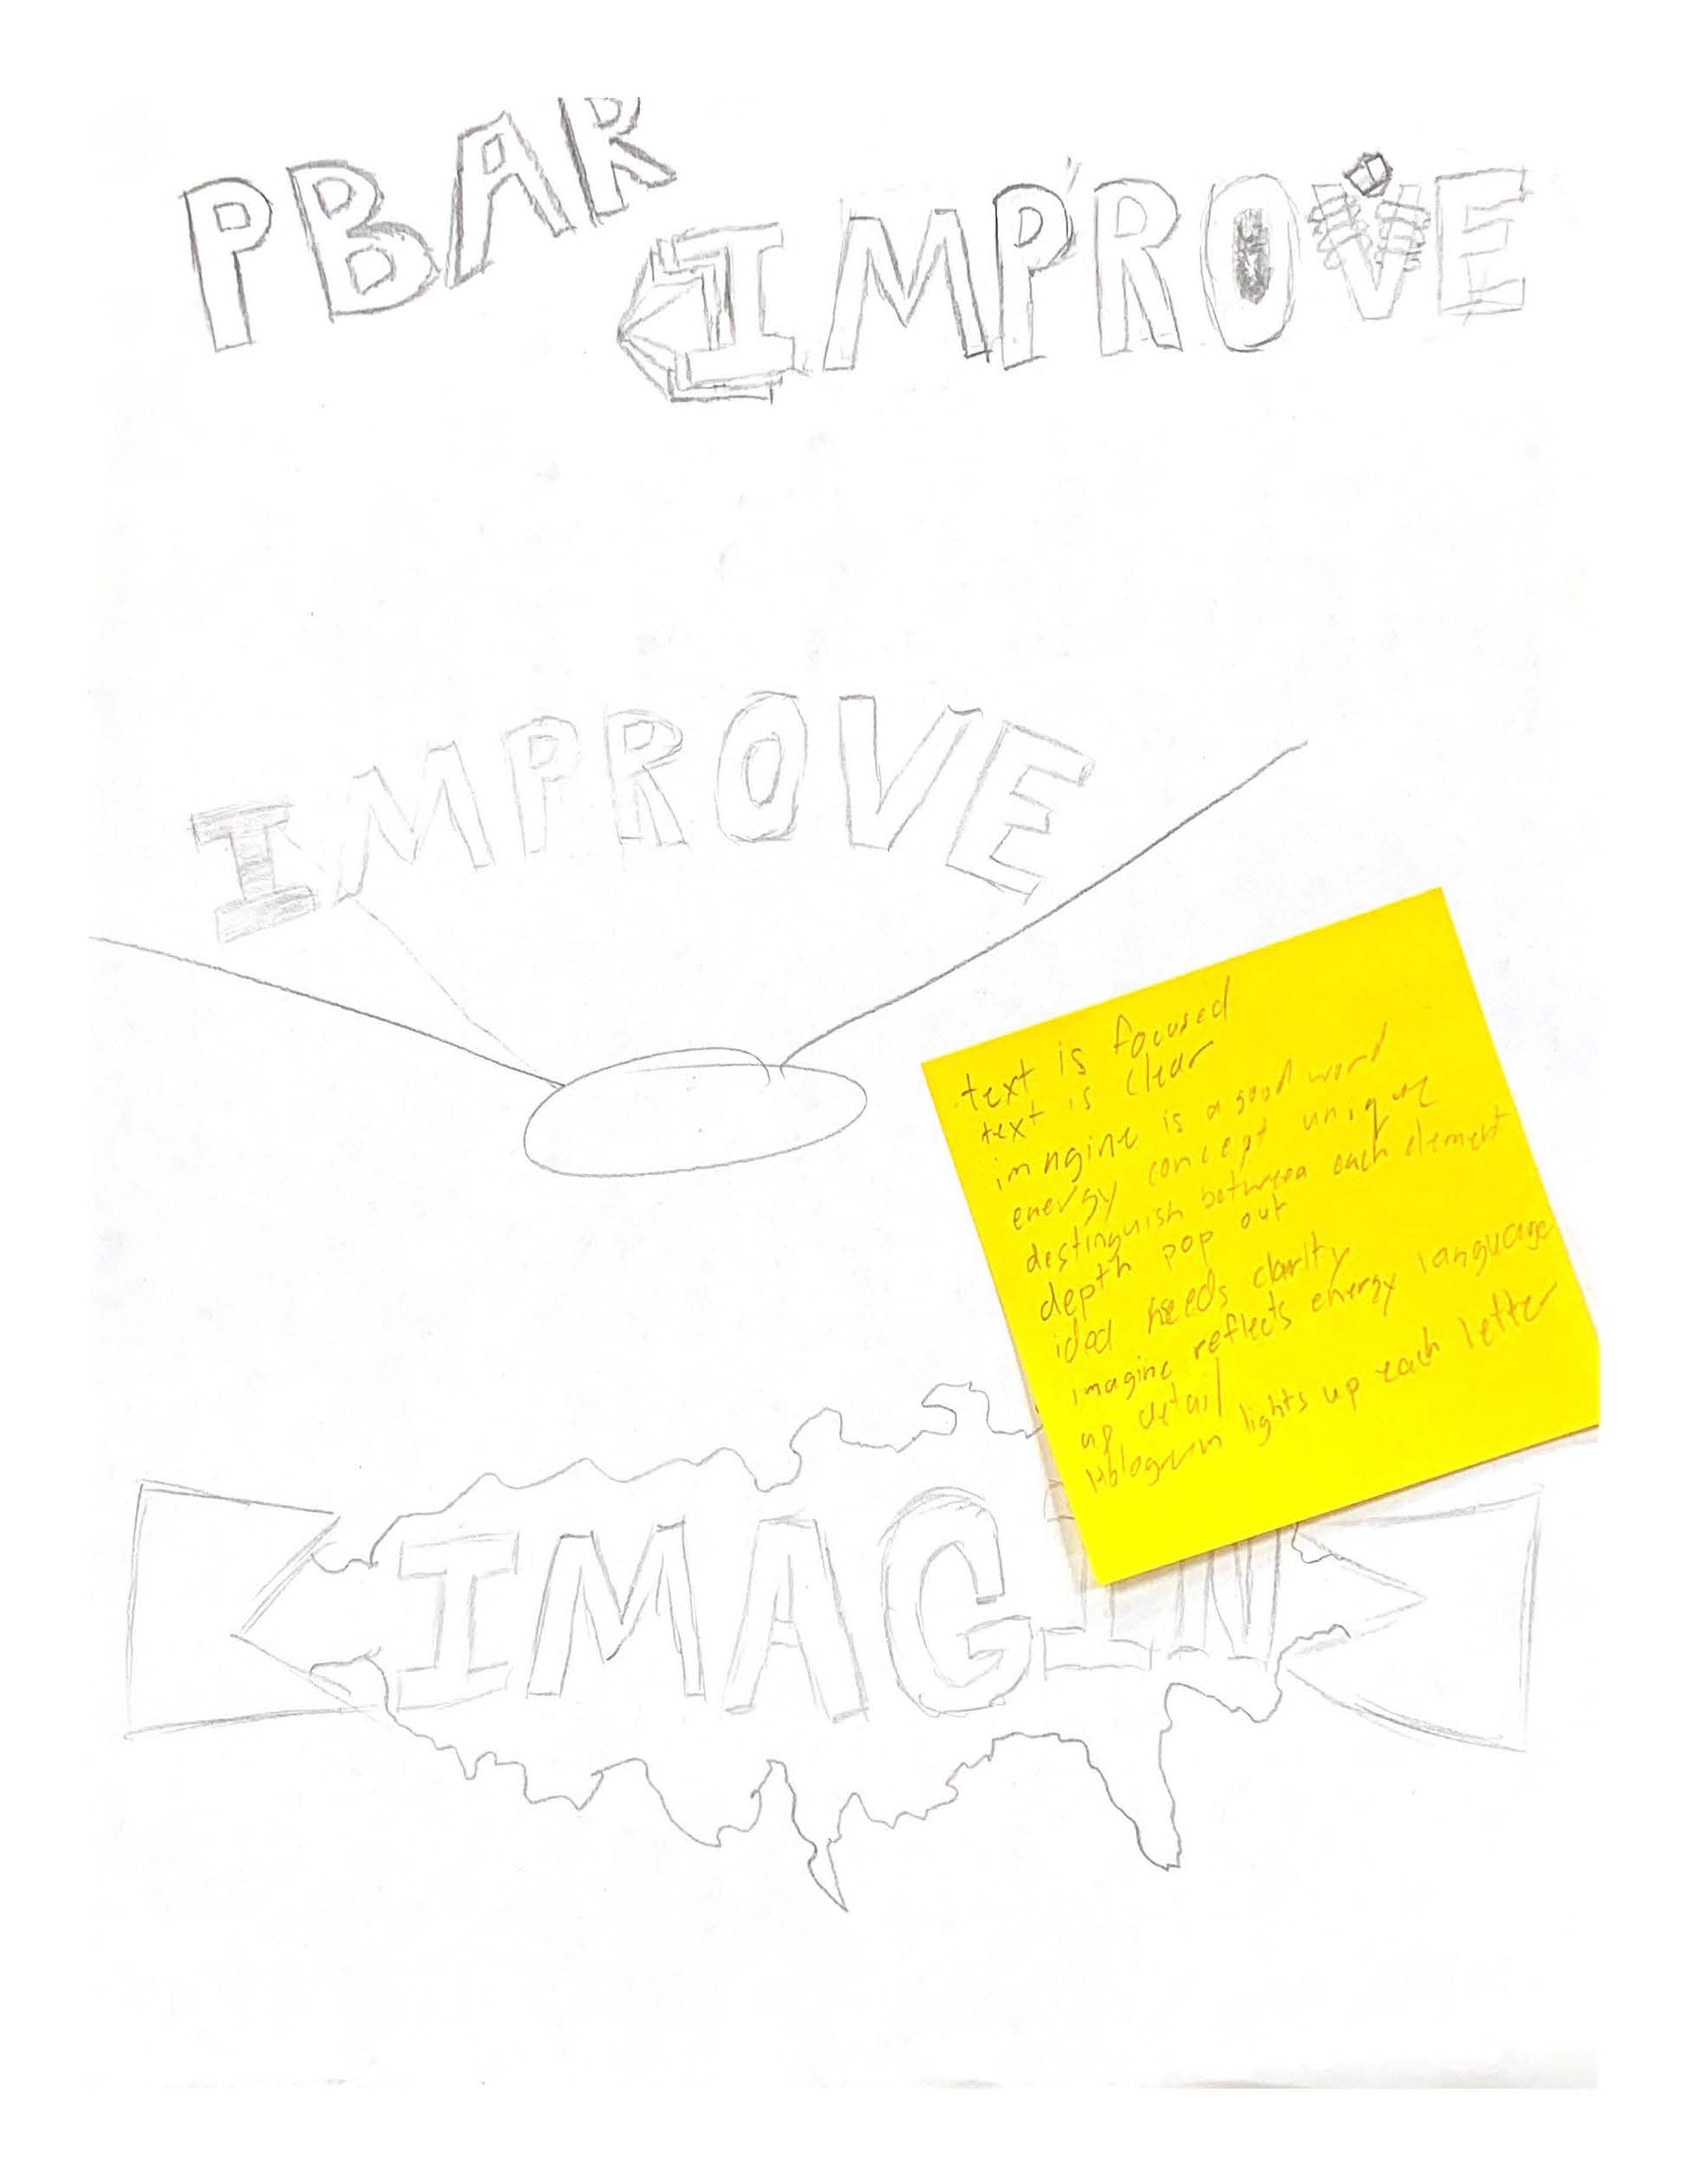 PBAR
IMPROVE
IMPROVE
text is focused
text is clear
imagine is a good word
energy concept unique
destinguish between each element
depth pop out
idea needs clarity
imagine reflects energy language
up detail
Hologram lights up each letter
IMAGIN